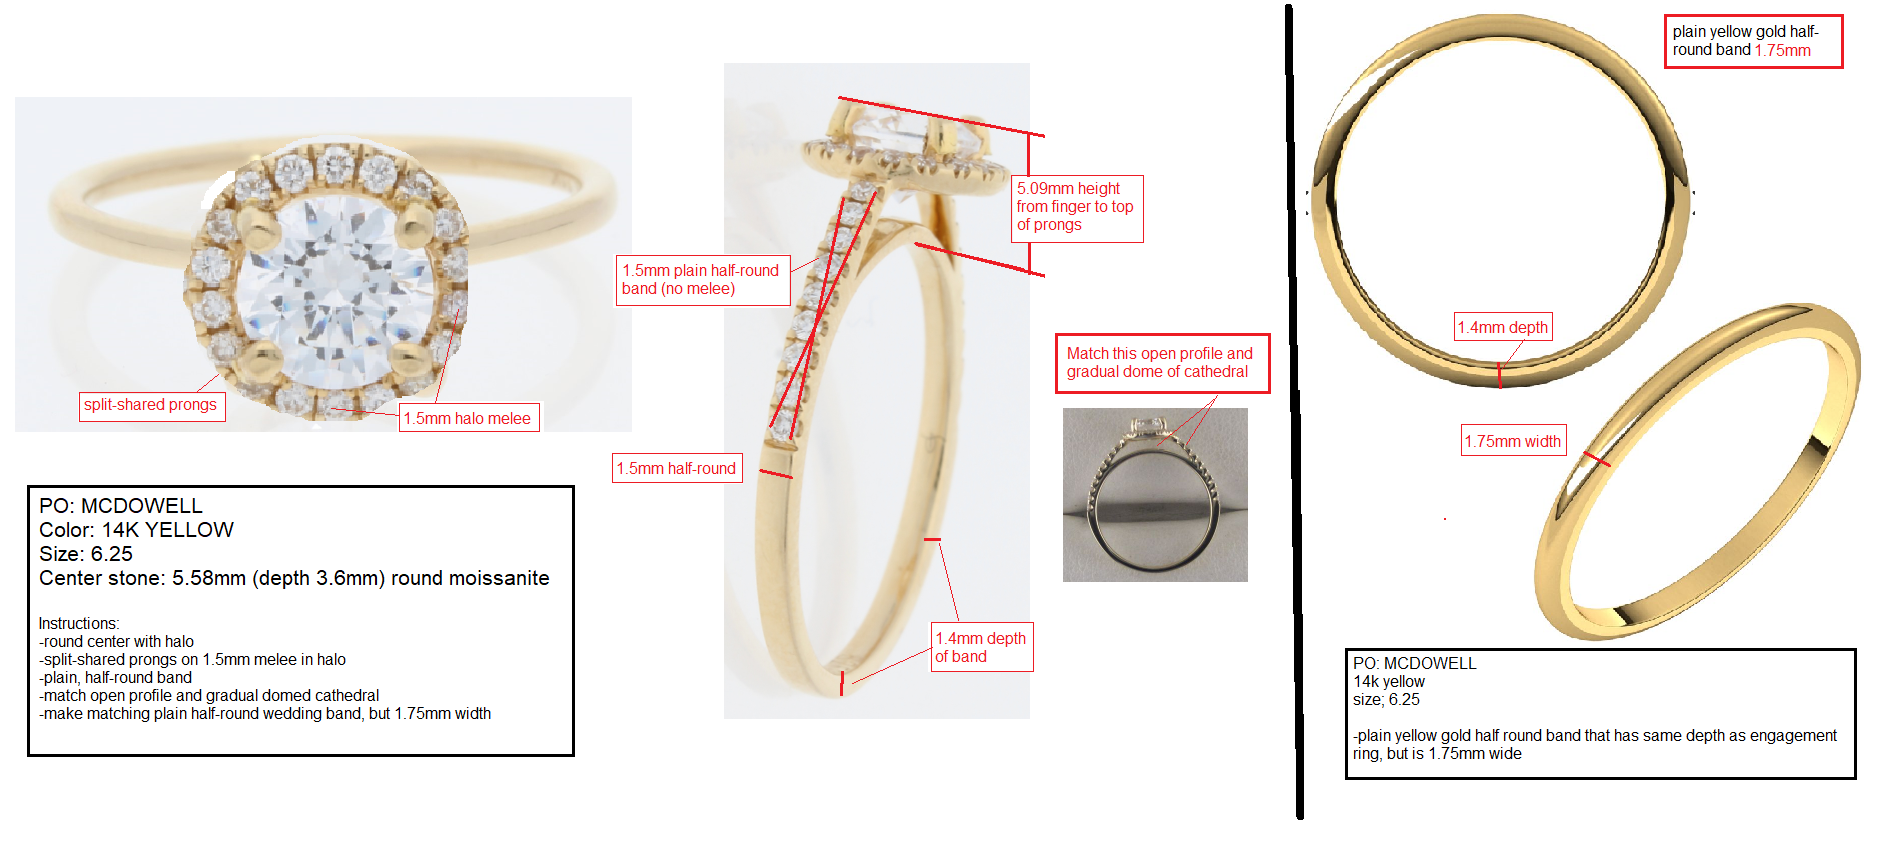 split-shared prongs
1.5mm halo melee
PO: MCDOWELL
Color: 14K YELLOW
Size: 6.25
Center stone: 5.58mm (depth 3.6mm) round moissanite
Instructions:
-round center with halo
-split-shared prongs on 1.5mm melee in halo
-plain, half-round band
-match open profile and gradual domed cathedral
-make matching plain half-round wedding band, but 1.75mm width
5.09mm height
from finger to top
of prongs
1.5mm plain half-round
band (no melee)
1.5mm half-round
1.4mm depth
of band
Match this open profile and
gradual dome of cathedral
plain yellow gold half-
round band 1.75mm
1.4mm depth
1.75mm width
PO: MCDOWELL
14k yellow
size; 6.25
-plain yellow gold half round band that has same depth as engagement
ring, but is 1.75mm wide